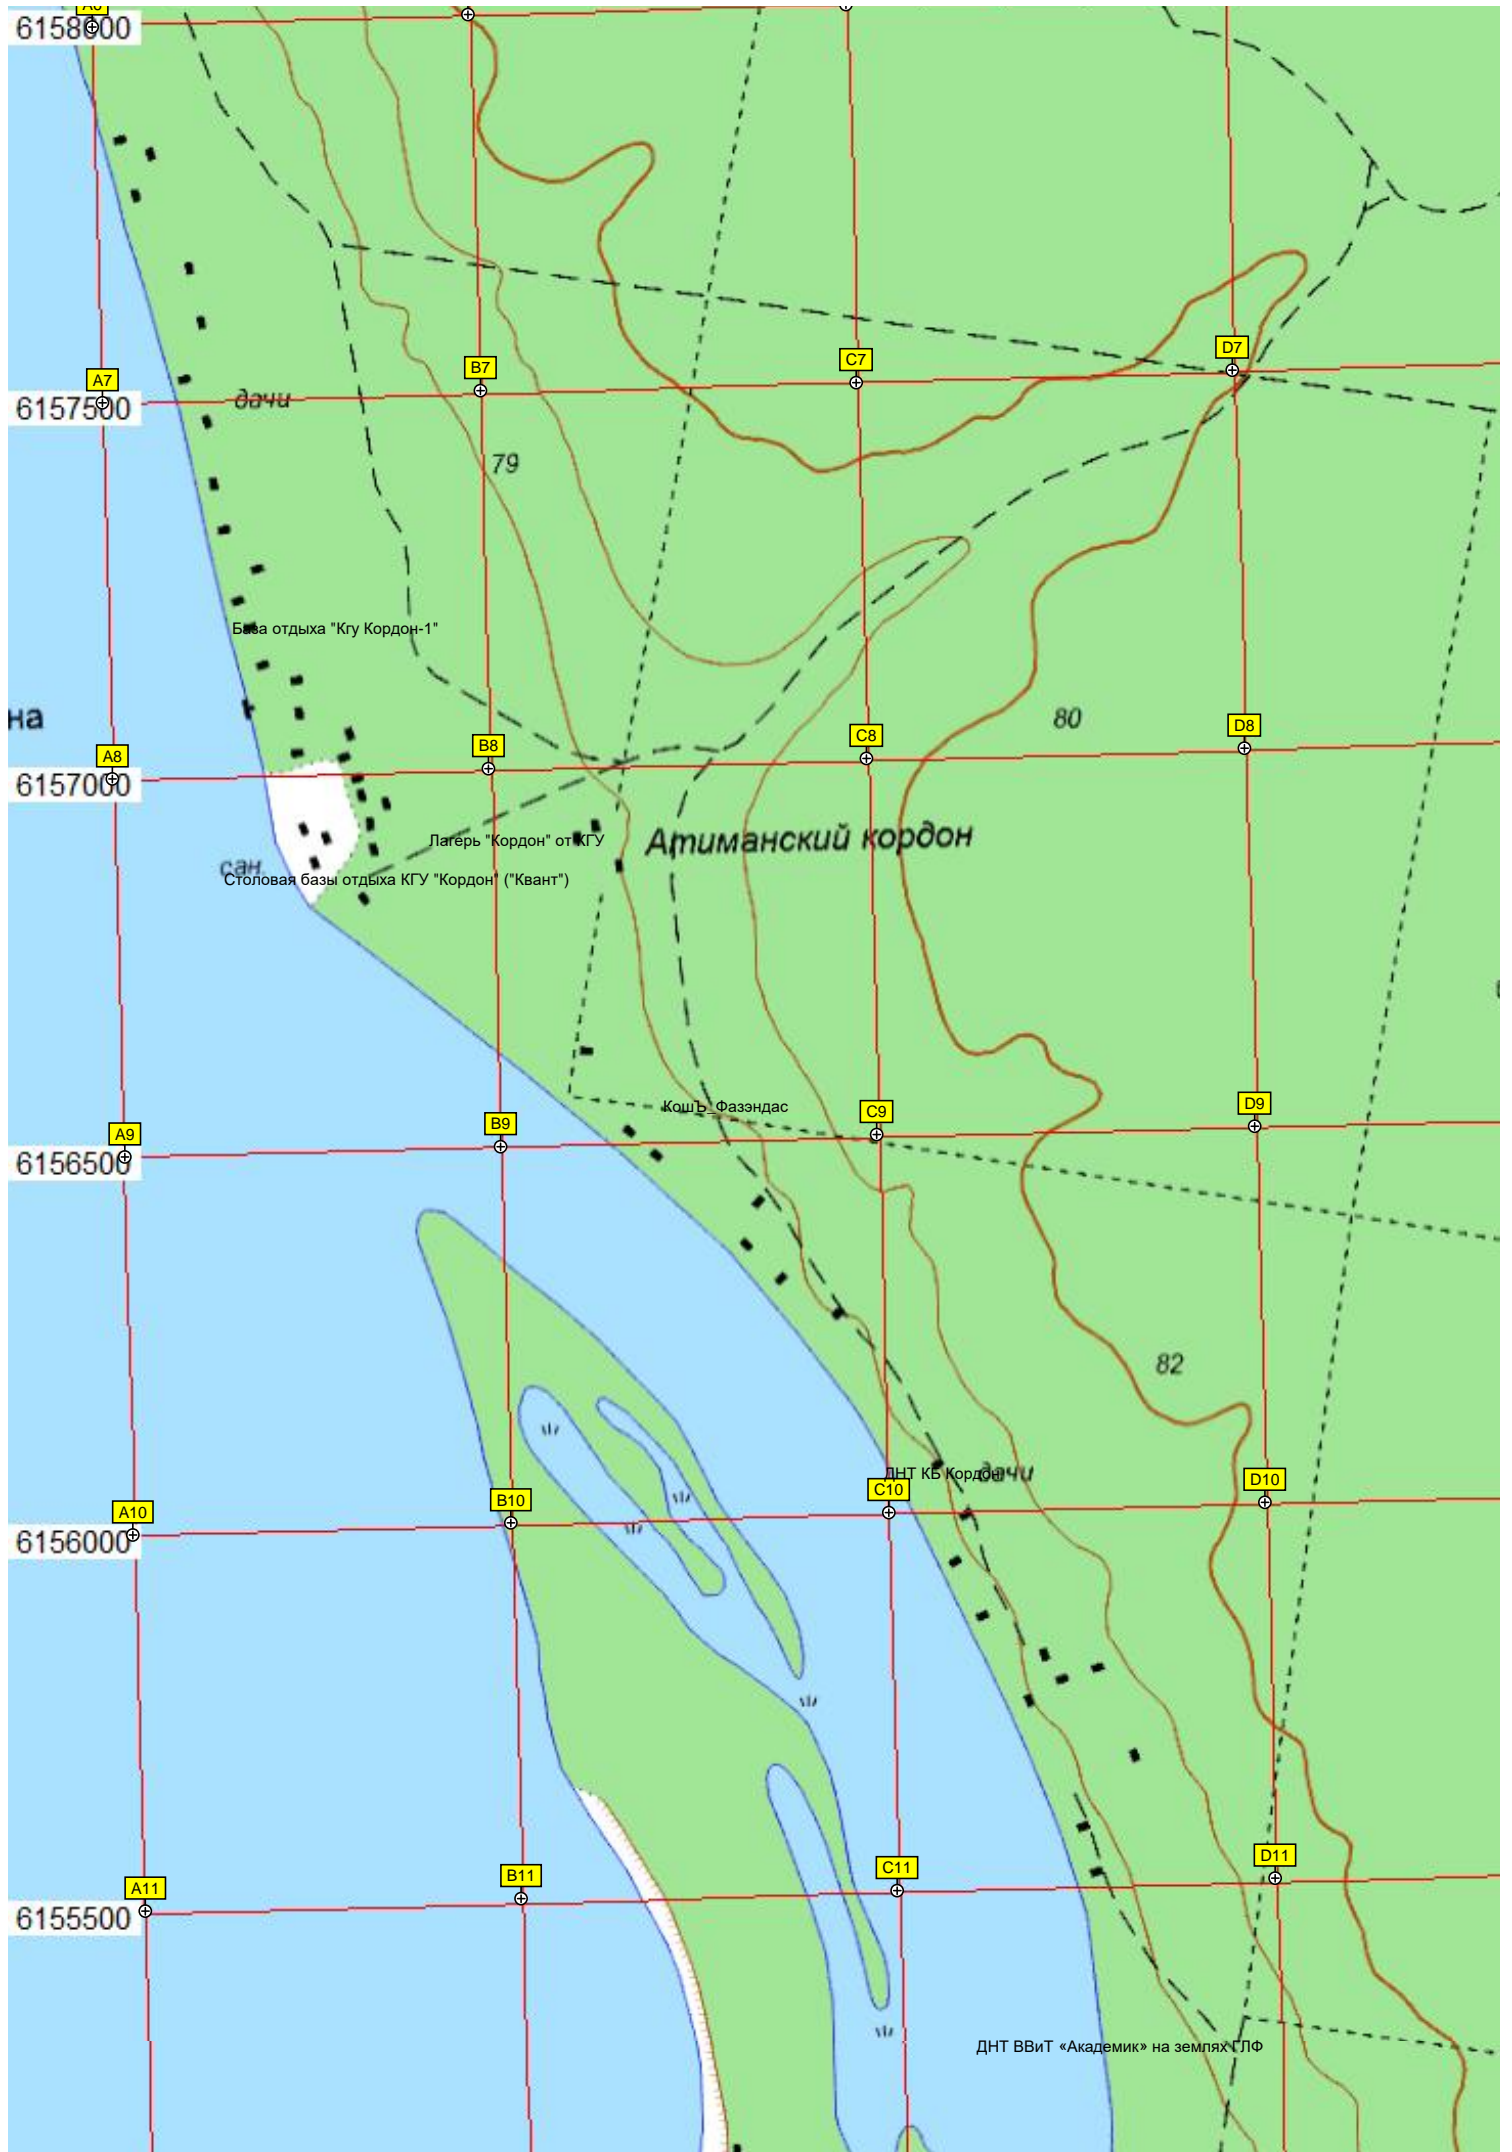 A6
6158000
D7
C7
B7
A7
6157500
дачи
79
База отдыха "Кгу Кордон-1"
на
80
D8
C8
B8
A8
6157000
Атиманский кордон
Лагерь "Кордон" от КГУ
сан.
Столовая базы отдыха КГУ "Кордон" ("Квант")
КошЪ_Фазэндас
D9
C9
B9
A9
6156500
82
ДНТ КБ Кордон
дачи
D10
C10
B10
A10
6156000
D11
C11
B11
A11
6155500
ДНТ ВВиТ «Академик» на землях ГЛФ